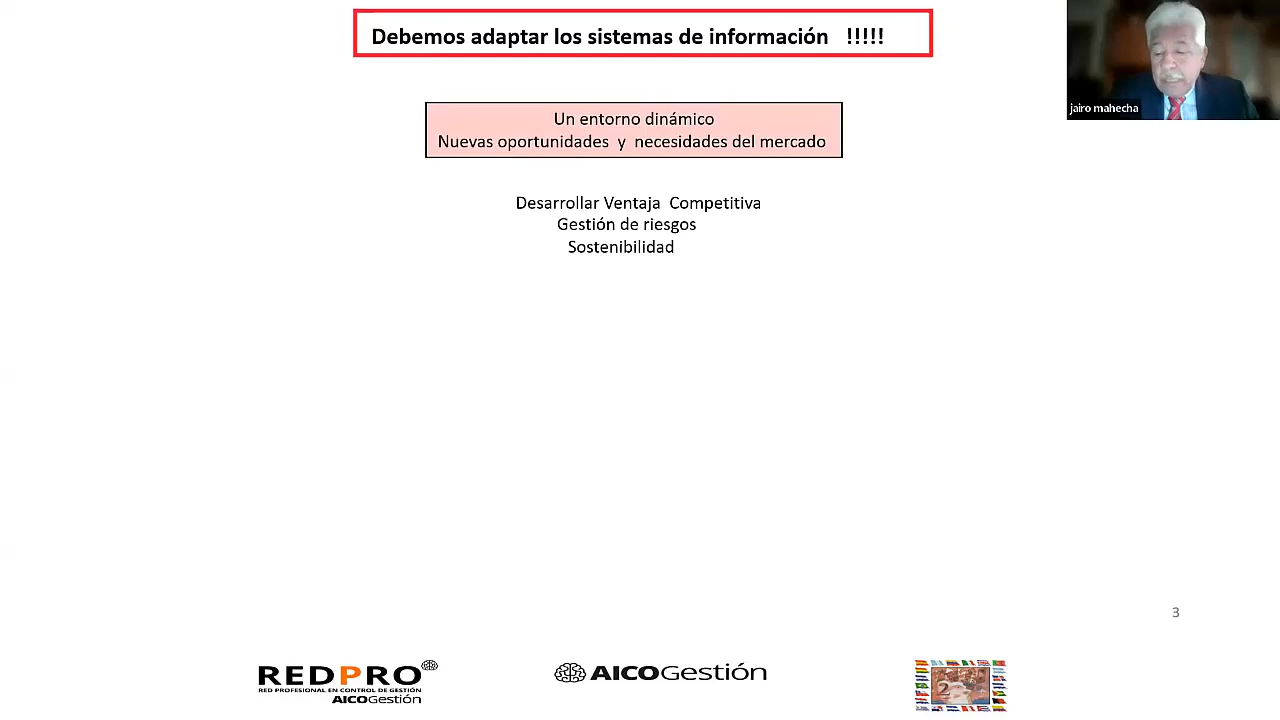 Debemos adaptar los sistemas de información !!!!!
jairo mahecha
Un entorno dinámico
Nuevas oportunidades y necesidades del mercado
Desarrollar Ventaja Competitiva
Gestión de riesgos
Sostenibilidad
3
REDPRO
RED PROFESIONAL EN CONTROL DE GESTIÓN
AICOGestión
AICOGestión
2